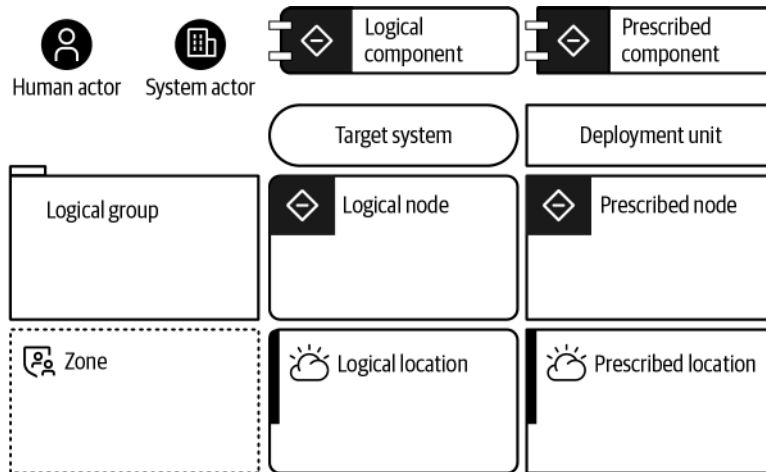 Human actor
System actor
Logical
component
Prescribed
component
Target system
Deployment unit
Logical group
Logical node
Prescribed node
Zone
Logical location
Prescribed location